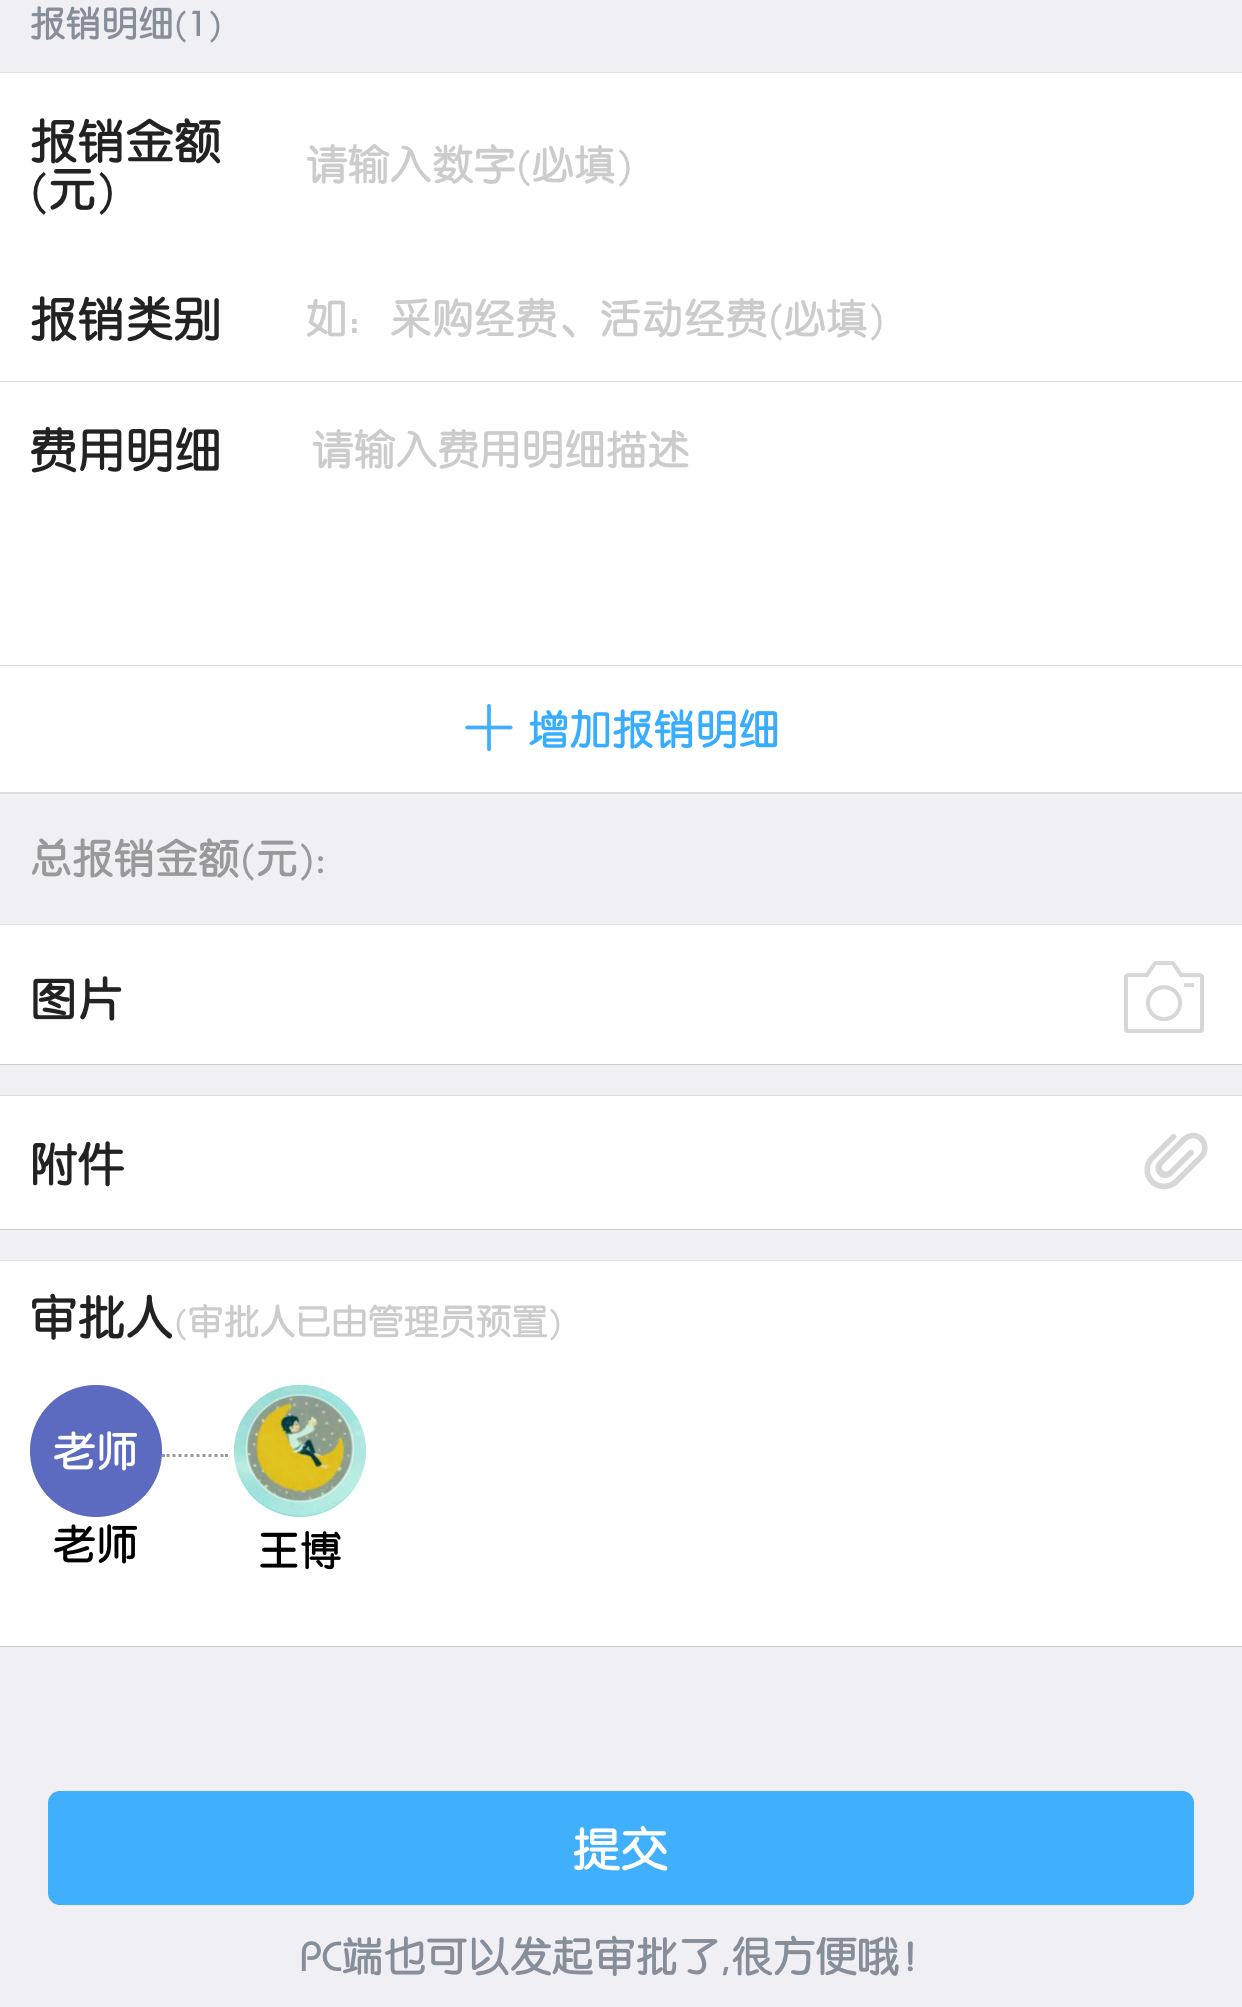 报销明细(1)
报销金额
(元)
请输入数字(必填)
报销类别
如：采购经费、活动经费(必填)
费用明细
请输入费用明细描述
增加报销明细
总报销金额(元):
图片
附件
审批人(审批人已由管理员预置)
老师
老师
王博
提交
PC端也可以发起审批了,很方便哦!